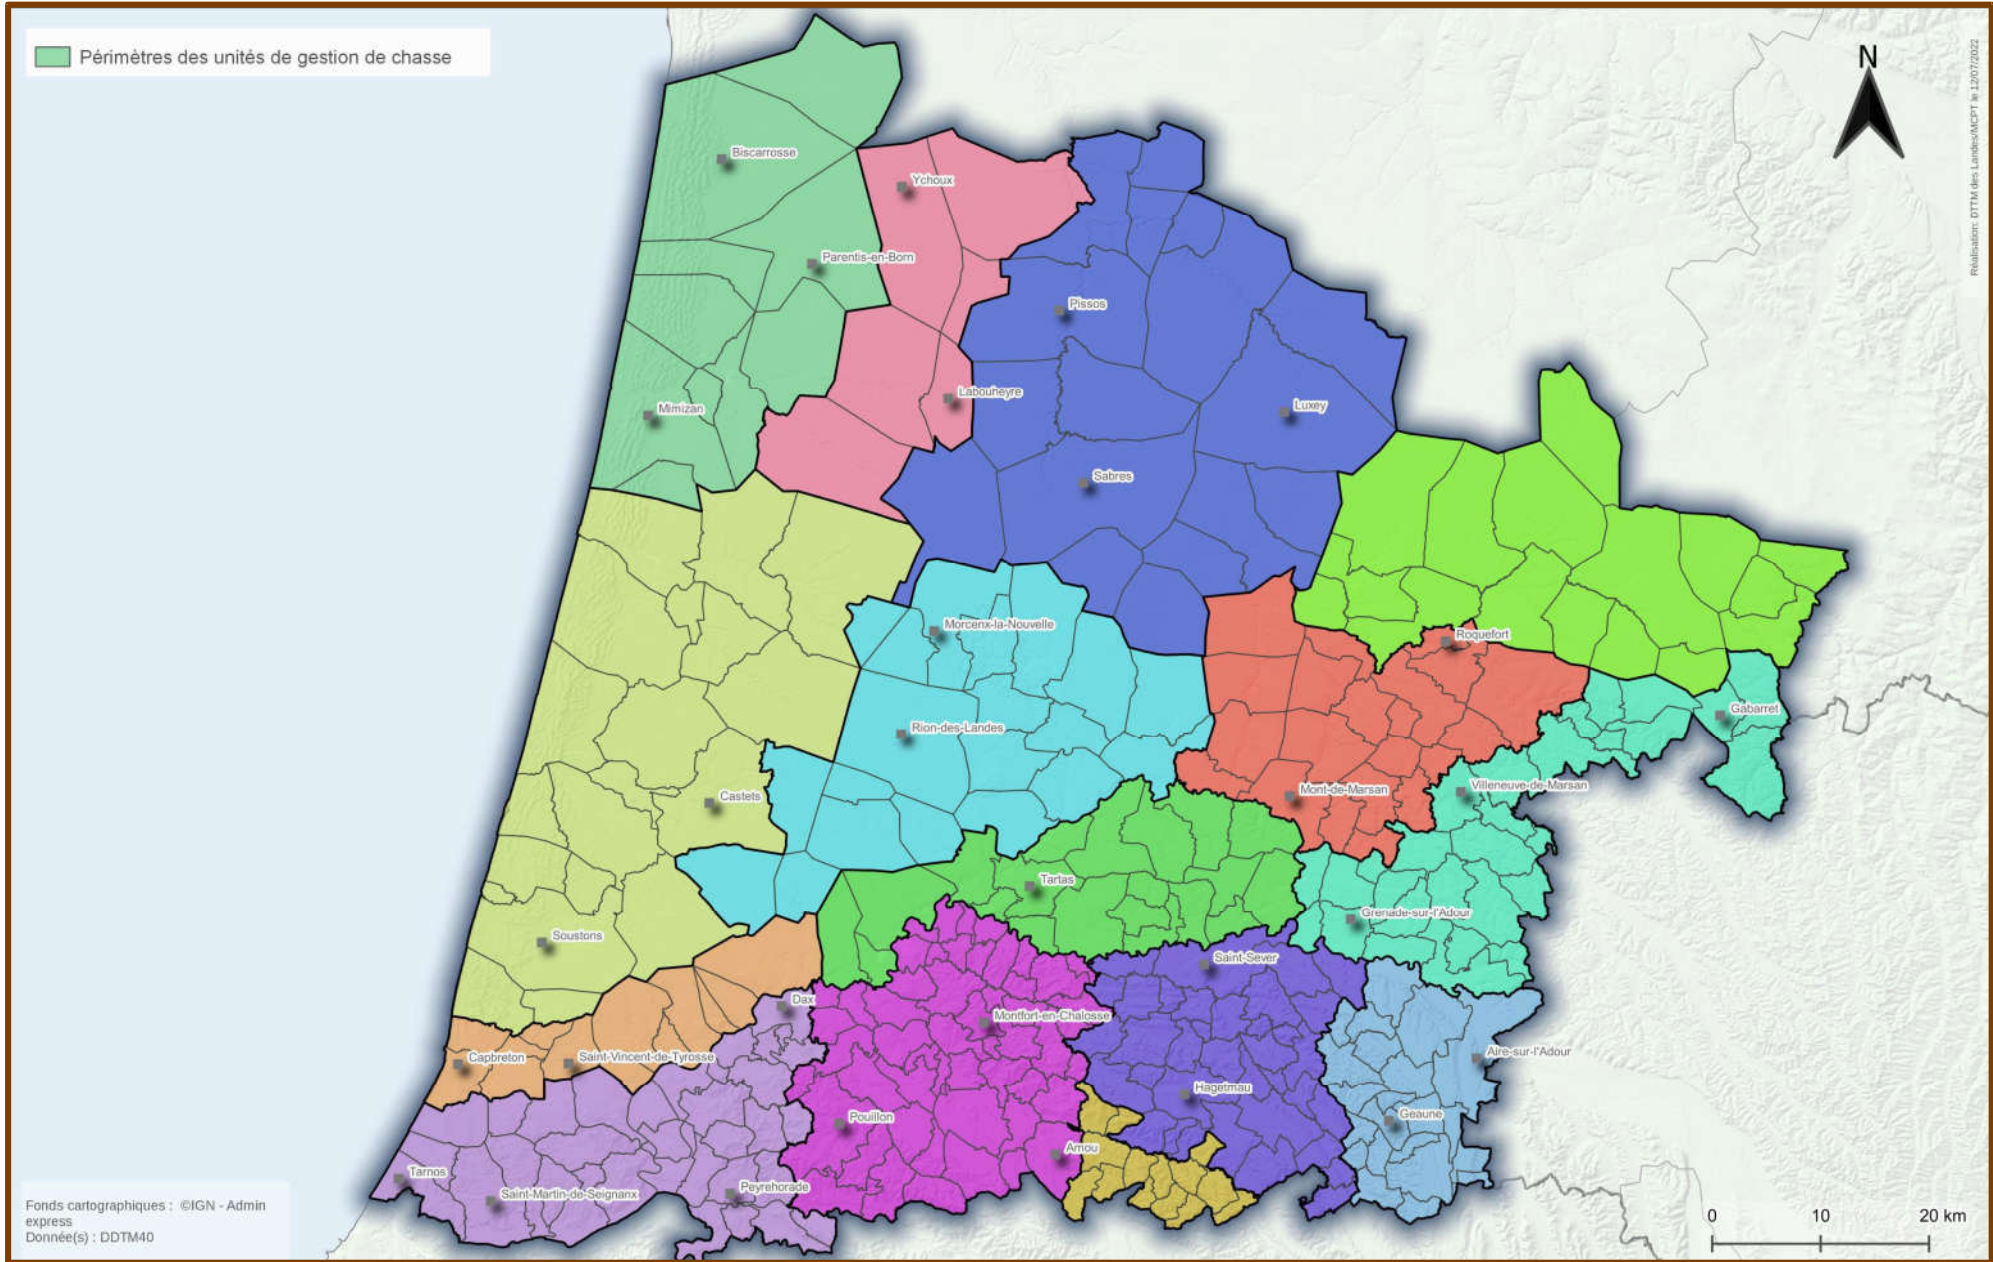 Périmètres des unités de gestion de chasse
N
Réalisation: DTTM des Landes/MCPT le 12/07/2022
Biscarrosse
Ychoux
Parentis-en-Born
Pissos
Labouheyre
Mimizan
Luxey
Sabres
Morcenx-la-Nouvelle
Roquefort
Gabarret
Rion-des-Landes
Castets
Mont-de-Marsan
Villeneuve-de-Marsan
Tartas
Grenade-sur-l'Adour
Soustons
Saint-Sever
Dax
Montfort-en-Chalosse
Capbreton
Saint-Vincent-de-Tyrosse
Aire-sur-l'Adour
Hagetmau
Geaune
Pouillon
Amou
Tarnos
Saint-Martin-de-Seignanx
Peyrehorade
Fonds cartographiques : ©IGN - Admin
express
Donnée(s) : DDTM40
0 10 20 km